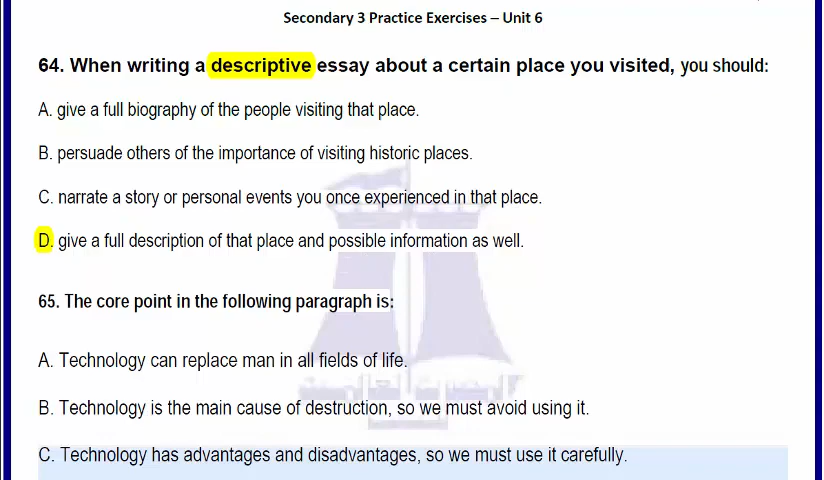 Secondary 3 Practice Exercises – Unit 6
64. When writing a descriptive essay about a certain place you visited, you should:
A. give a full biography of the people visiting that place.
B. persuade others of the importance of visiting historic places.
C. narrate a story or personal events you once experienced in that place.
D. give a full description of that place and possible information as well.
65. The core point in the following paragraph is:
A. Technology can replace man in all fields of life.
B. Technology is the main cause of destruction, so we must avoid using it.
C. Technology has advantages and disadvantages, so we must use it carefully.